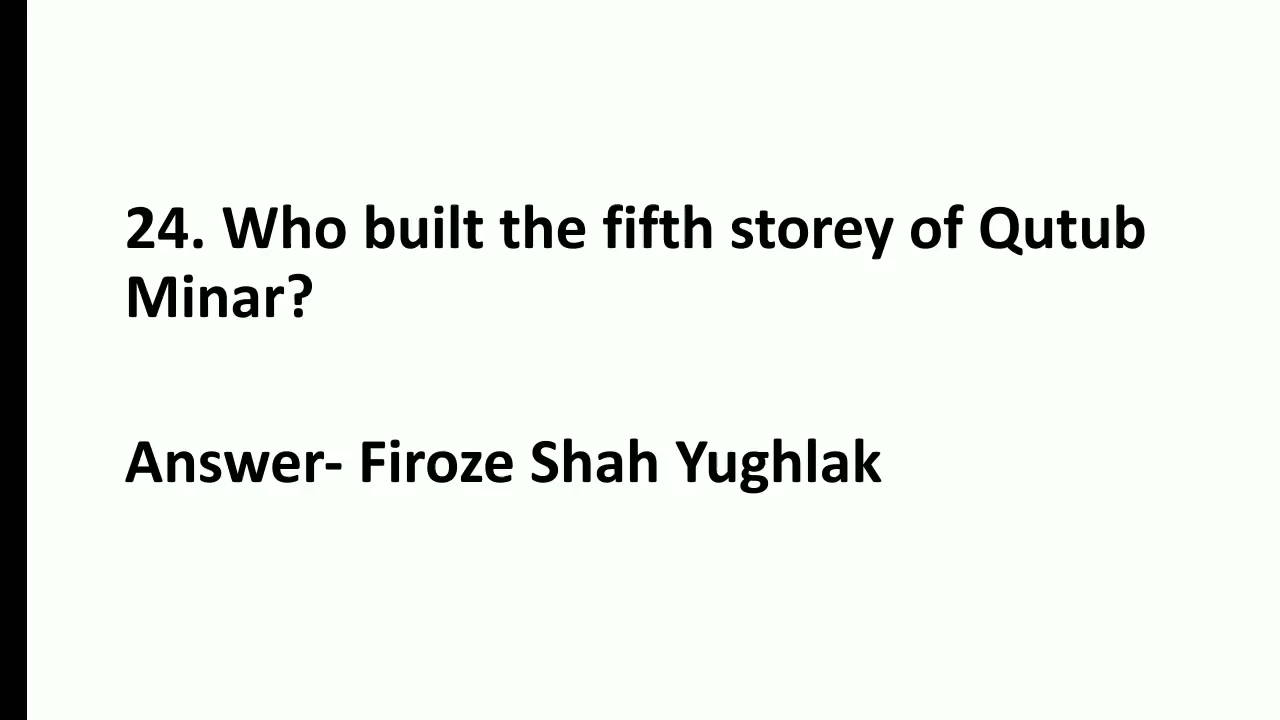 24. Who built the fifth storey of Qutub
Minar?
Answer- Firoze Shah Yughlak